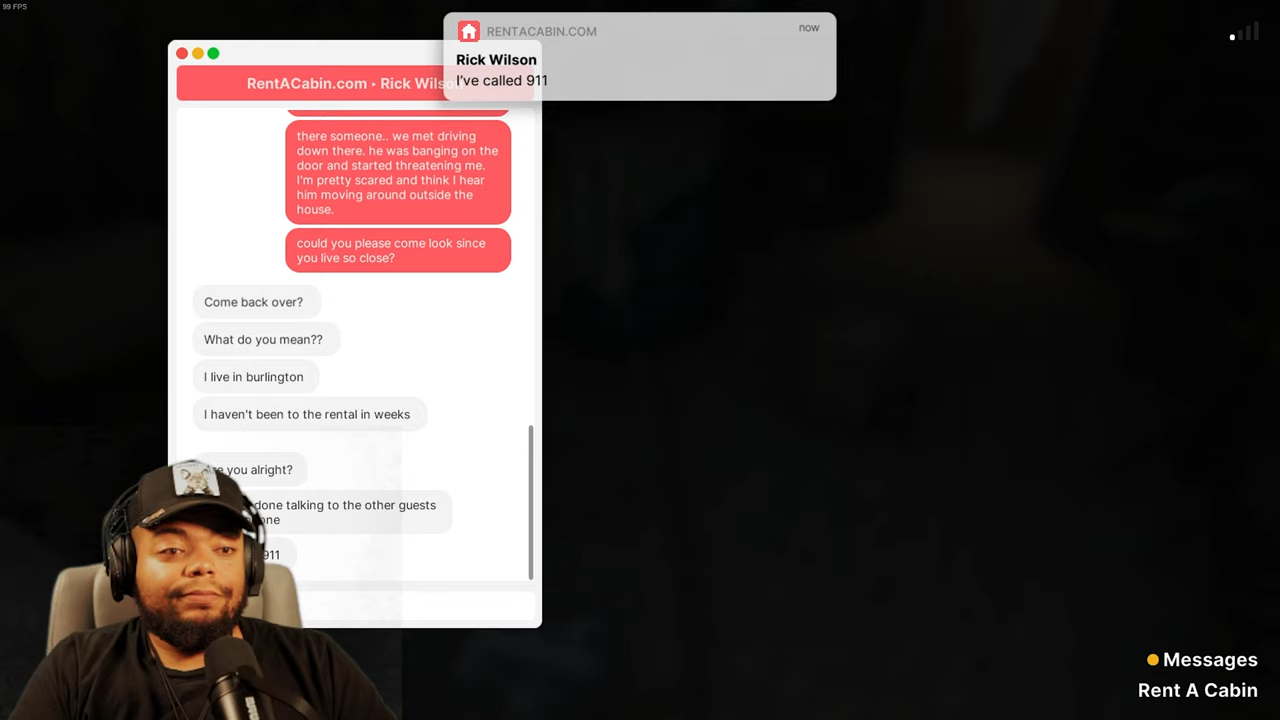 99 FPS
RENTACABIN.COM
now
Rick Wilson
I've called 911
RentACabin.com ‣ Rick Wils
there someone.. we met driving
down there. he was banging on the
door and started threatening me.
I'm pretty scared and think I hear
him moving around outside the
house.
could you please come look since
you live so close?
Come back over?
What do you mean??
I live in burlington
I haven't been to the rental in weeks
you alright?
done talking to the other guests
911
Messages
Rent A Cabin